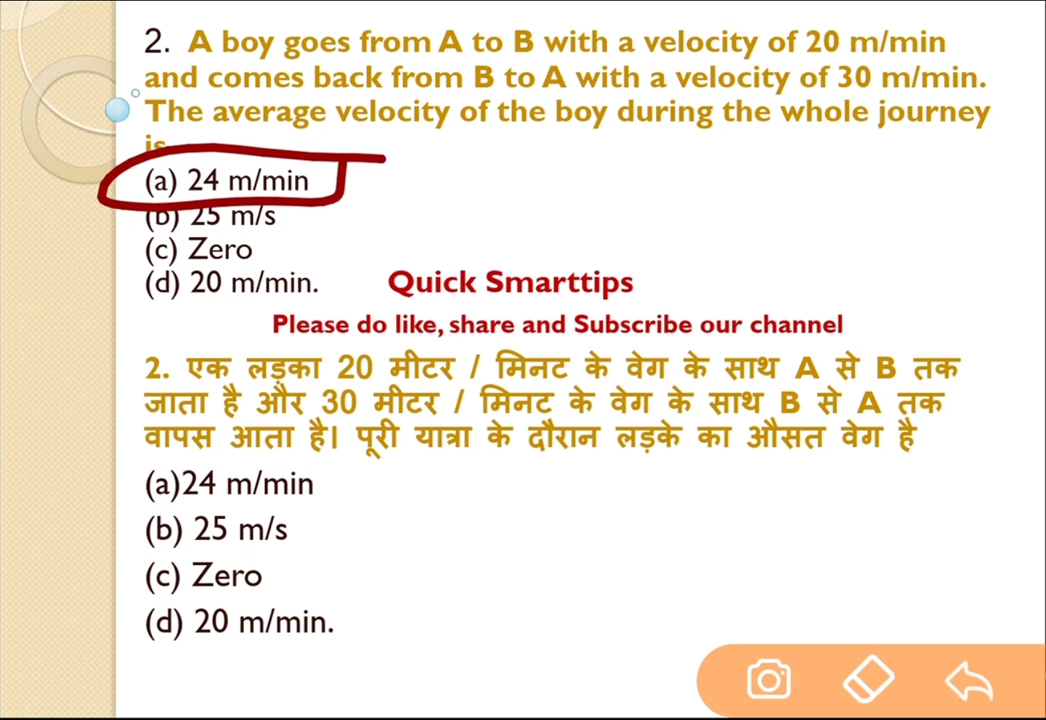 2. A boy goes from A to B with a velocity of 20 m/min
and comes back from B to A with a velocity of 30 m/min.
The average velocity of the boy during the whole journey
is
(a) 24 m/min
(b) 25 m/s
(c) Zero
(d) 20 m/min.
Quick Smarttips
Please do like, share and Subscribe our channel
2. एक लड़का 20 मीटर / मिनट के वेग के साथ A से B तक
जाता है और 30 मीटर / मिनट के वेग के साथ B से A तक
वापस आता है। पूरी यात्रा के दौरान लड़के का औसत वेग है
(a)24 m/min
(b) 25 m/s
(c) Zero
(d) 20 m/min.